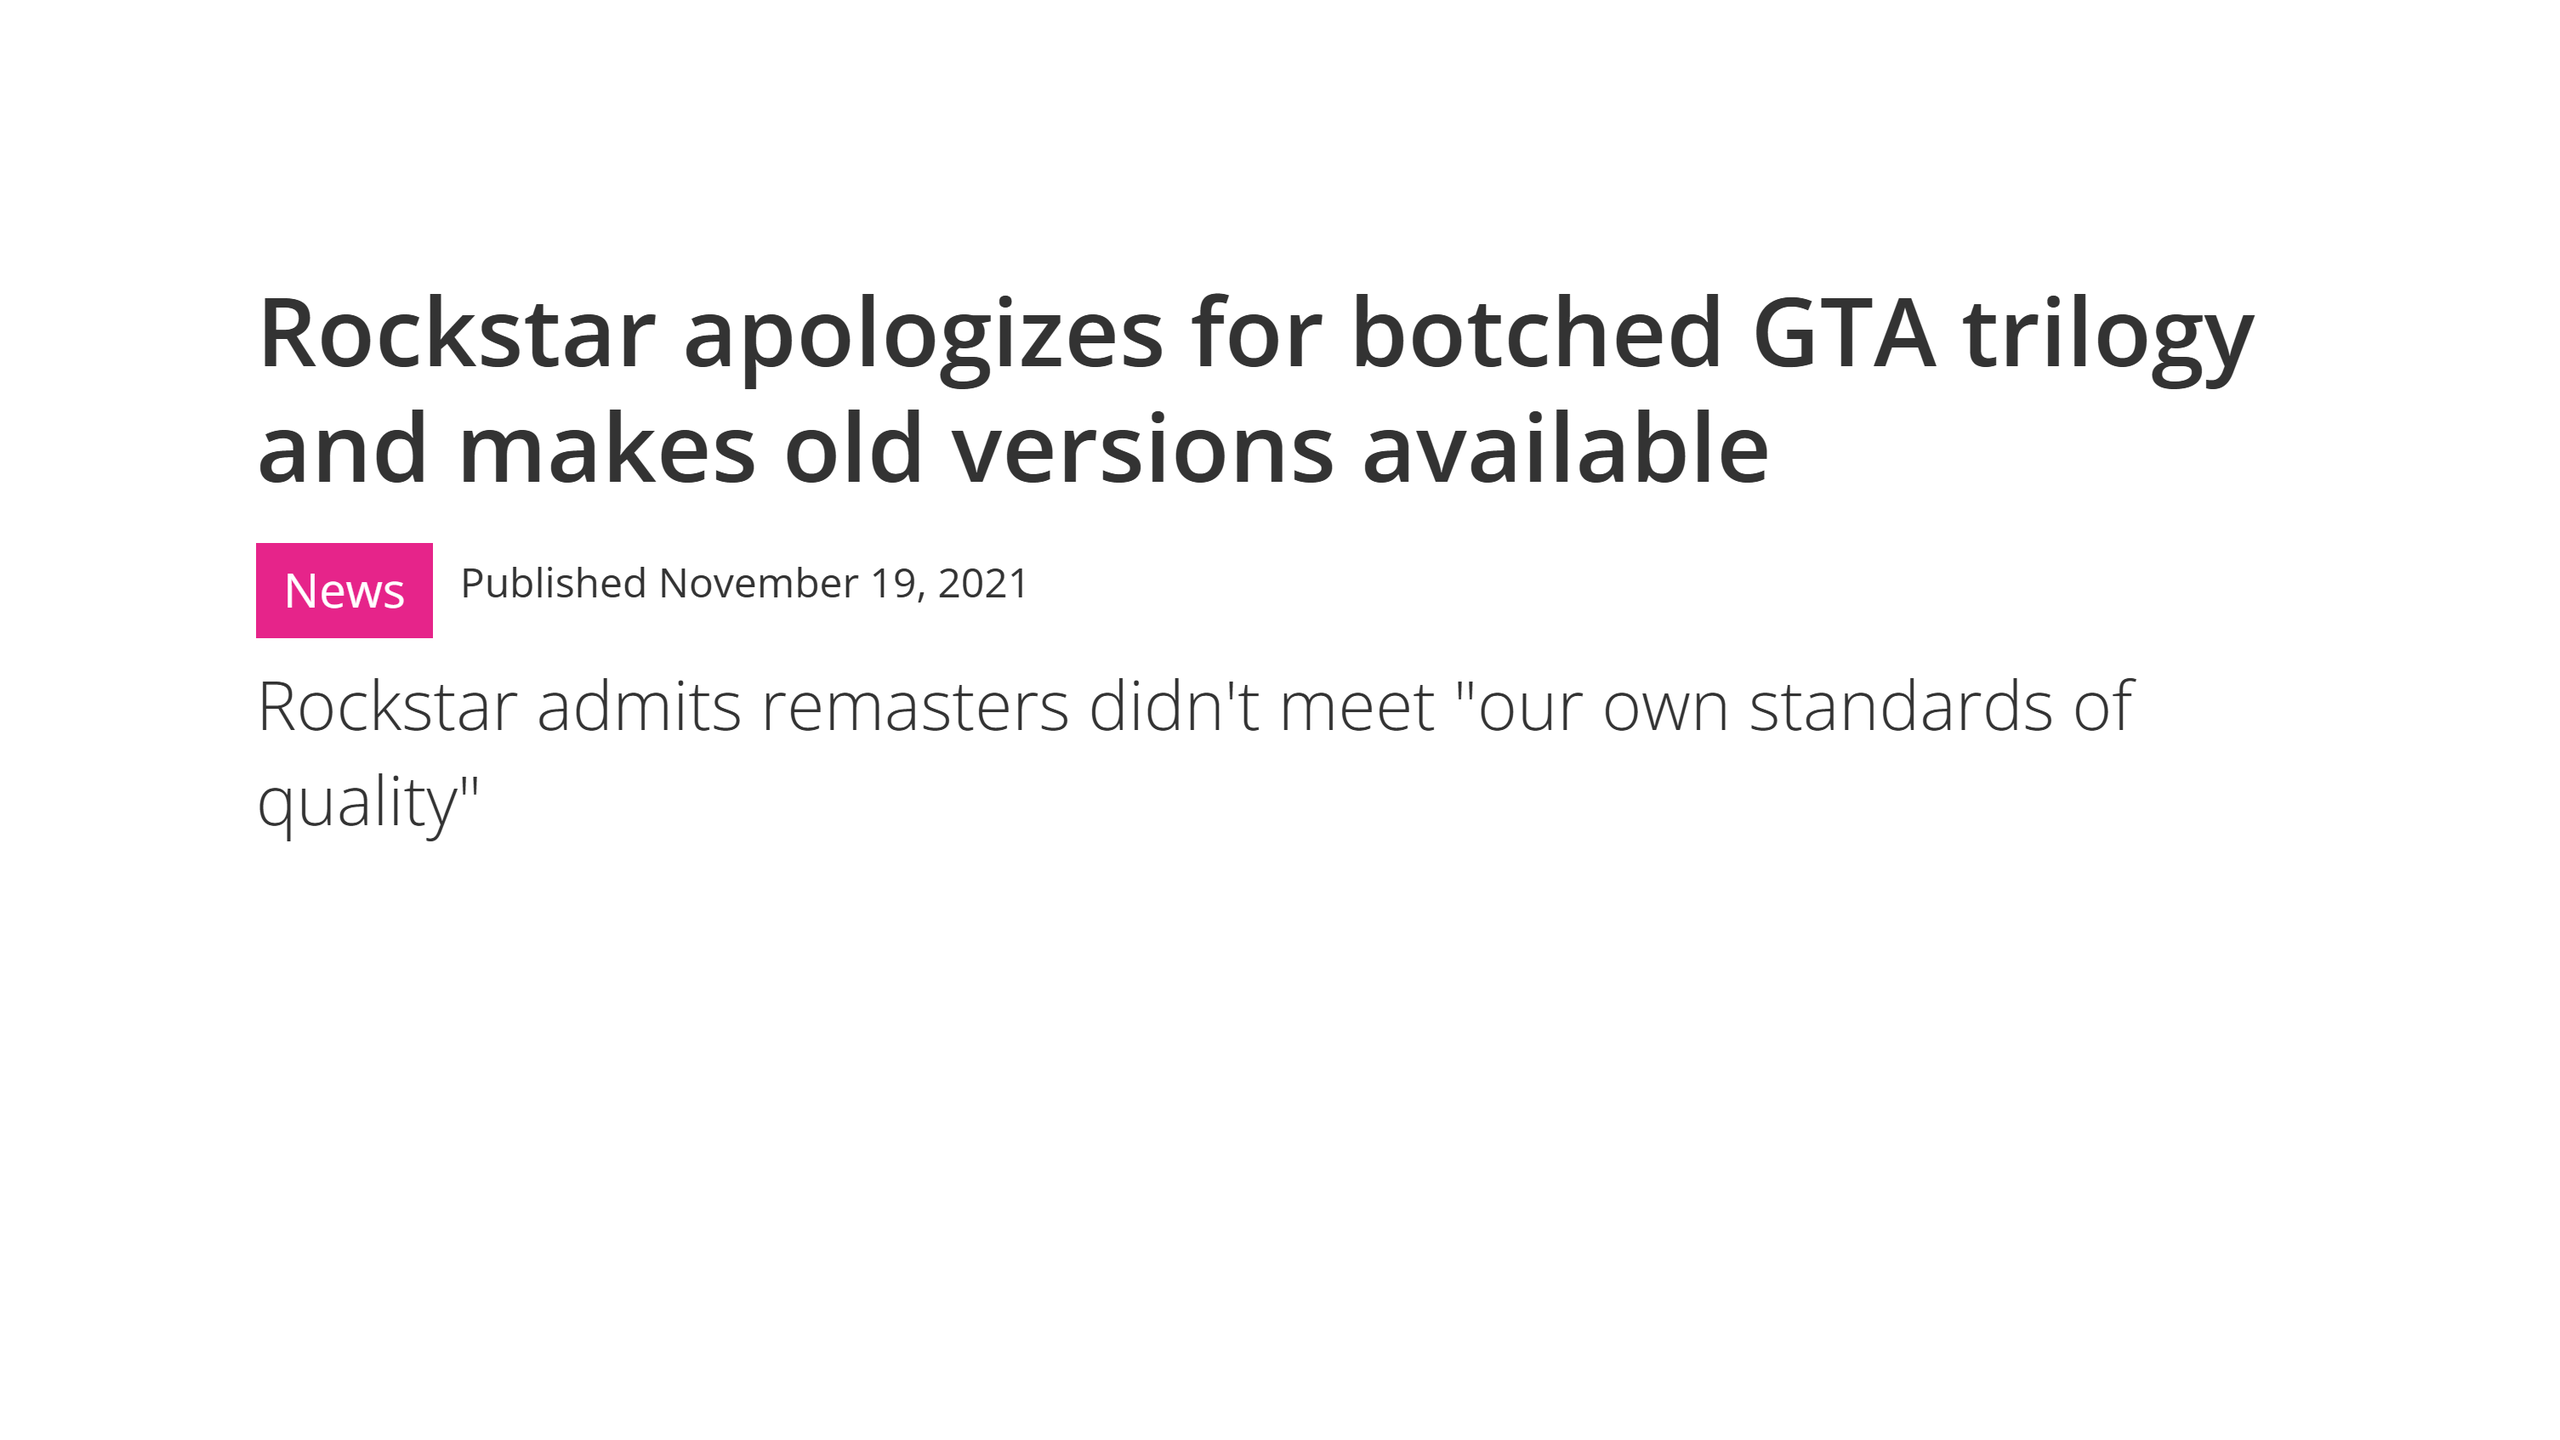 Rockstar apologizes for botched GTA trilogy
and makes old versions available
News
Published November 19, 2021
Rockstar admits remasters didn't meet "our own standards of
quality"